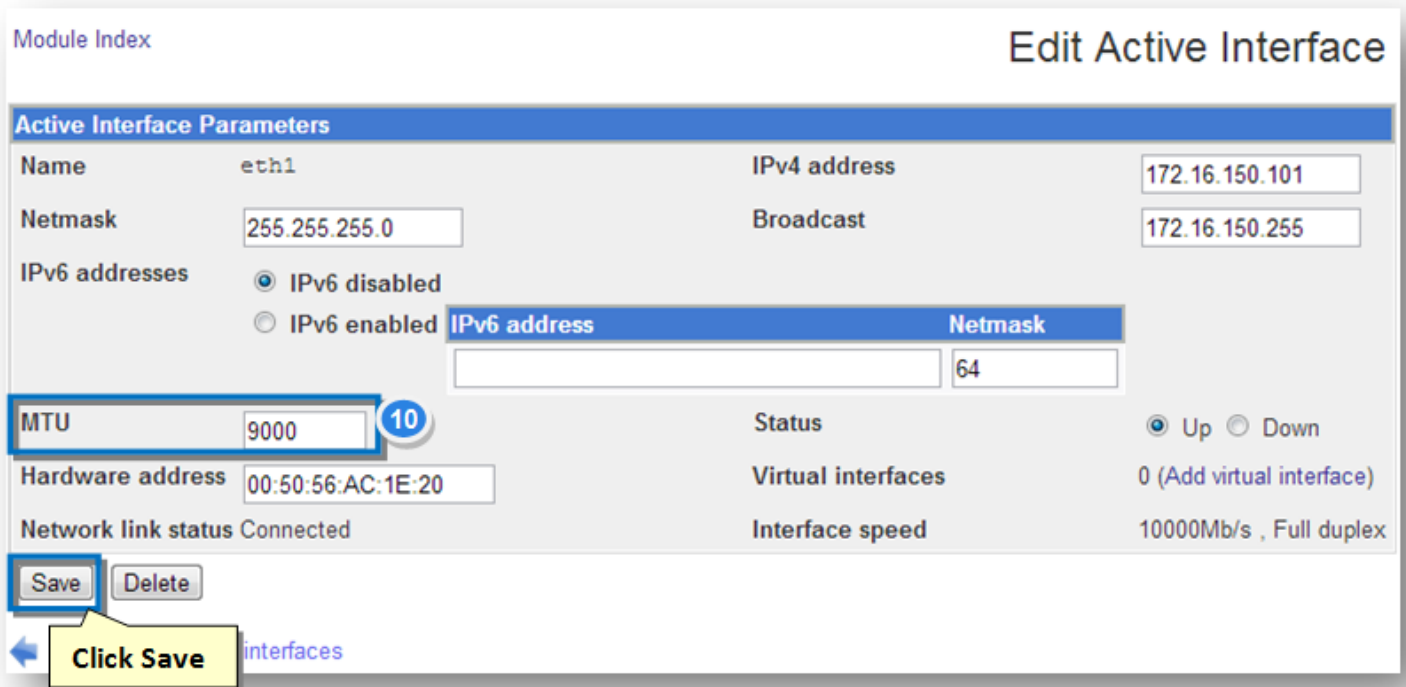 Module Index
Edit Active Interface
Active Interface Parameters
Name eth1 IPv4 address 172.16.150.101
Netmask 255.255.255.0 Broadcast 172.16.150.255
IPv6 addresses IPv6 disabled
IPv6 enabled IPv6 address Netmask
64
MTU 9000 10 Status Up Down
Hardware address 00:50:56:AC:1E:20 Virtual interfaces 0 (Add virtual interface)
Network link status Connected Interface speed 10000Mb/s , Full duplex
Save Delete
Click Save interfaces